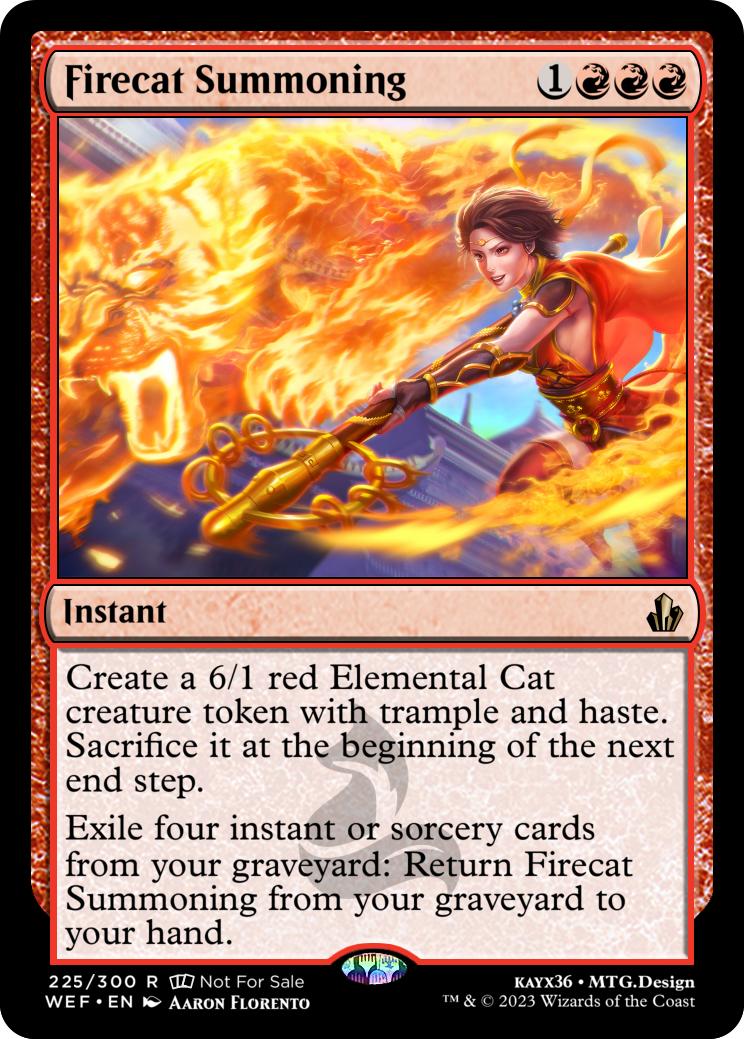 Firecat Summoning 1
Instant
Create a 6/1 red Elemental Cat
creature token with trample and haste.
Sacrifice it at the beginning of the next
end step.
Exile four instant or sorcery cards
from your graveyard: Return Firecat
Summoning from your graveyard to
your hand.
225/300 R Not For Sale
WEF • EN Aaron Florento
kayx36 • MTG.Design
™ & © 2023 Wizards of the Coast